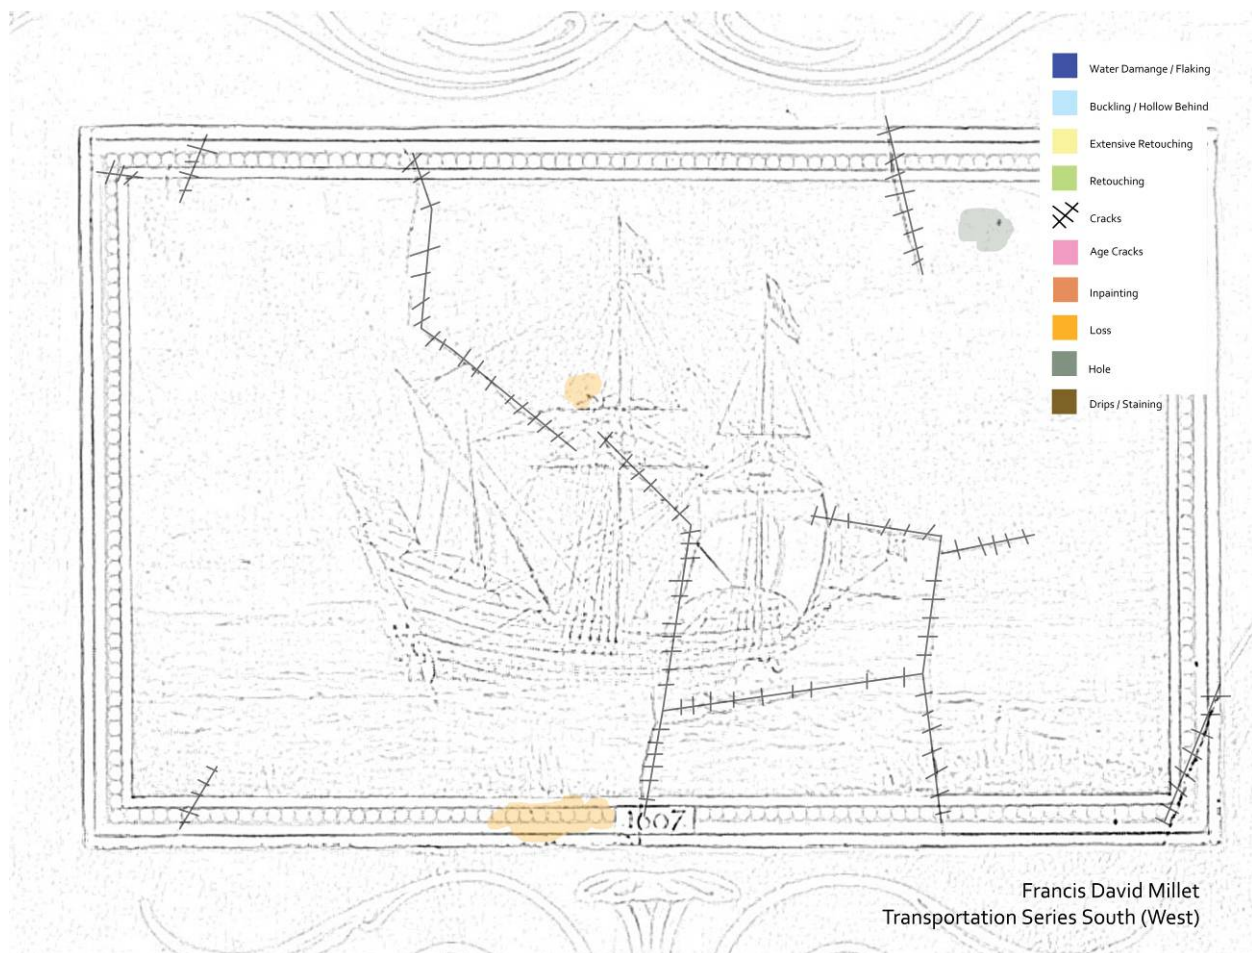 Water Damange / Flaking
Buckling / Hollow Behind
Extensive Retouching
Retouching
Cracks
Age Cracks
Inpainting
Loss
Hole
Drips / Staining
1607
Francis David Millet
Transportation Series South (West)